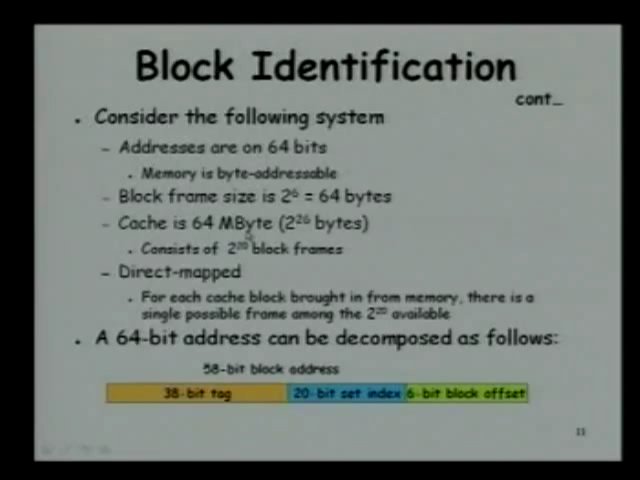 Block Identification
cont…
• Consider the following system
– Addresses are on 64 bits
• Memory is byte-addressable
– Block frame size is 2⁶ = 64 bytes
– Cache is 64 MByte (2²⁶ bytes)
• Consists of 2²⁰ block frames
– Direct-mapped
• For each cache block brought in from memory, there is a
single possible frame among the 2²⁰ available
• A 64-bit address can be decomposed as follows:
58-bit block address
38-bit tag 20-bit set index 6-bit block offset
11